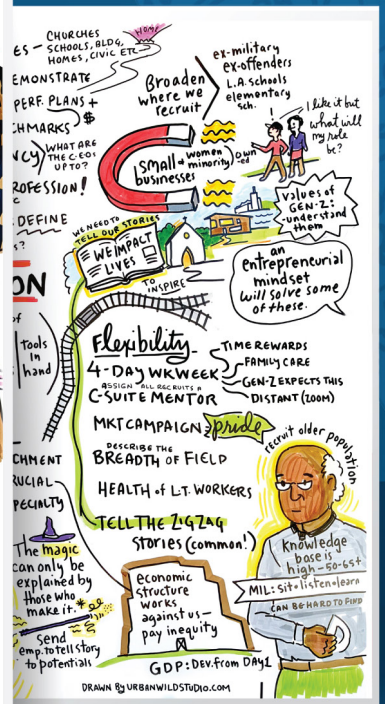 HOME
CHURCHES
ES - SCHOOLS, BLDG,
HOMES, CIVIC ETC
EMONSTRATE
PERF. PLANS +
$
HMARKS
NCY)
WHAT ARE
THE C-EOS
UP TO?
ROFESSION!
DEFINE
S?
ON
of
tools
in
hand
CHMENT
RUCIAL
PECIALTY
The magic
can only be
explained by
those who
make it.
Send
emp. to tell story
to potentials
Broaden
where we
recruit
ex-military
ex-offenders
L.A. schools
elementary
sch.
I like it but
what will
my role
be?
Small
businesses
women
minority
own
-ed
values of
GEN-Z:
-understand
them
WE NEED TO
TELL OUR STORIES
WE IMPACT
LIVES
TO
INSPIRE
an
entrepreneurial
mindset
will solve some
of these.
Flexibility-
4-DAY WKWEEK
TIME REWARDS
FAMILY CARE
GEN-Z EXPECTS THIS
DISTANT (ZOOM)
ASSIGN ALL RECRUITS A
C-SUITE MENTOR
MKT CAMPAIGN
pride
DESCRIBE THE
BREADTH OF FIELD
HEALTH of L.T. WORKERS
TELL THE ZIGZAG
Stories (common!)
recruit older population
Knowledge
base is
high-50-65+
MIL: sit•listen•learn
CAN BE HARD TO FIND
economic
structure
works
against us-
pay inequity
GDP: DEV. from DAY 1
DRAWN BY URBANWILDSTUDIO.COM